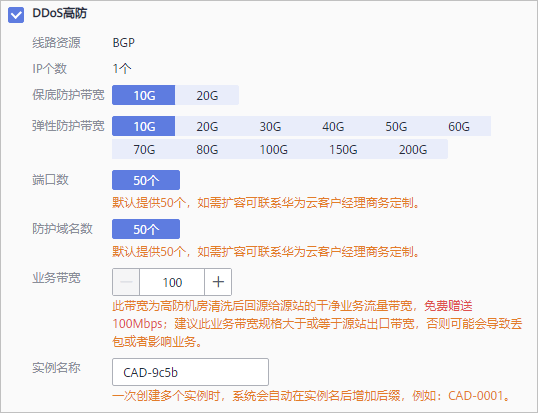 DDoS高防
线路资源 BGP
IP个数 1个
保底防护带宽 10G 20G
弹性防护带宽 10G 20G 30G 40G 50G 60G
70G 80G 100G 150G 200G
端口数 50个
默认提供50个，如需扩容可联系华为云客户经理商务定制。
防护域名数 50个
默认提供50个，如需扩容可联系华为云客户经理商务定制。
业务带宽 — 100 +
此带宽为高防机房清洗后回源给源站的干净业务流量带宽，免费赠送
100Mbps；建议此业务带宽规格大于或等于源站出口带宽，否则可能会导致丢
包或者影响业务。
实例名称 CAD-9c5b
一次创建多个实例时，系统会自动在实例名后增加后缀，例如：CAD-0001。